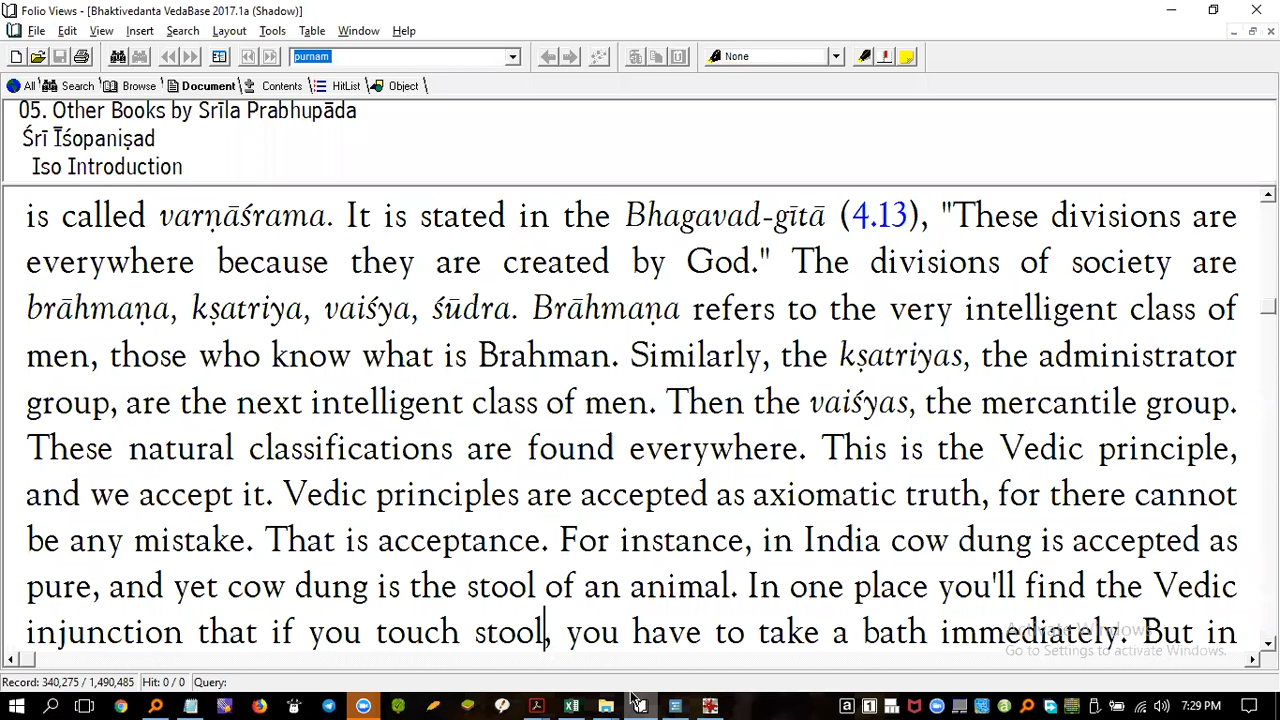 Folio Views - [Bhaktivedanta VedaBase 2017.1a (Shadow)]
File Edit View Insert Search Layout Tools Table Window Help
purnam
None
All Search Browse Document Contents HitList Object
05. Other Books by Srīla Prabhupāda
Śrī Īśopaniṣad
Iso Introduction
is called varṇāśrama. It is stated in the Bhagavad-gītā (4.13), "These divisions are
everywhere because they are created by God." The divisions of society are
brāhmaṇa, kṣatriya, vaiśya, śūdra. Brāhmaṇa refers to the very intelligent class of
men, those who know what is Brahman. Similarly, the kṣatriyas, the administrator
group, are the next intelligent class of men. Then the vaiśyas, the mercantile group.
These natural classifications are found everywhere. This is the Vedic principle,
and we accept it. Vedic principles are accepted as axiomatic truth, for there cannot
be any mistake. That is acceptance. For instance, in India cow dung is accepted as
pure, and yet cow dung is the stool of an animal. In one place you'll find the Vedic
injunction that if you touch stool, you have to take a bath immediately. But in
Activate Windows
Go to Settings to activate Windows.
Record: 340,275 / 1,490,485 Hit: 0 / 0 Query:
7:29 PM